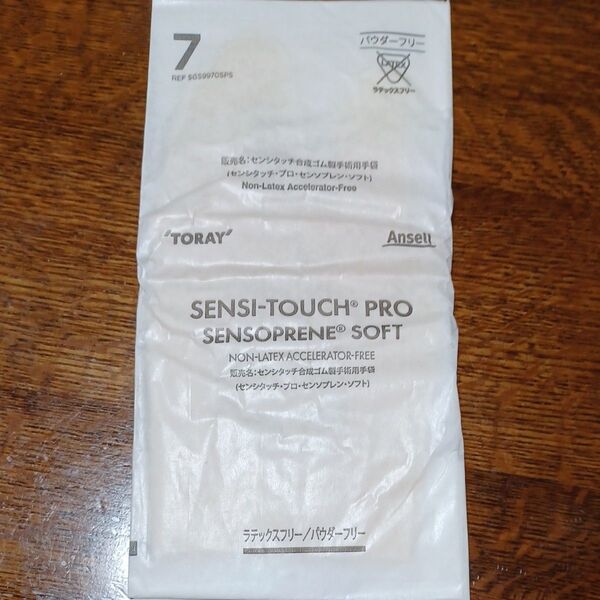 7
REF SGS9970SPS
パウダーフリー
LATEX
ラテックスフリー
販売名：センシタッチ合成ゴム製手術用手袋
（センシタッチ・プロ・センソプレン・ソフト）
Non-Latex Accelerator-Free
"TORAY"
Ansell
SENSI-TOUCH® PRO
SENSOPRENE® SOFT
NON-LATEX ACCELERATOR-FREE
販売名：センシタッチ合成ゴム製手術用手袋
（センシタッチ・プロ・センソプレン・ソフト）
ラテックスフリー／パウダーフリー